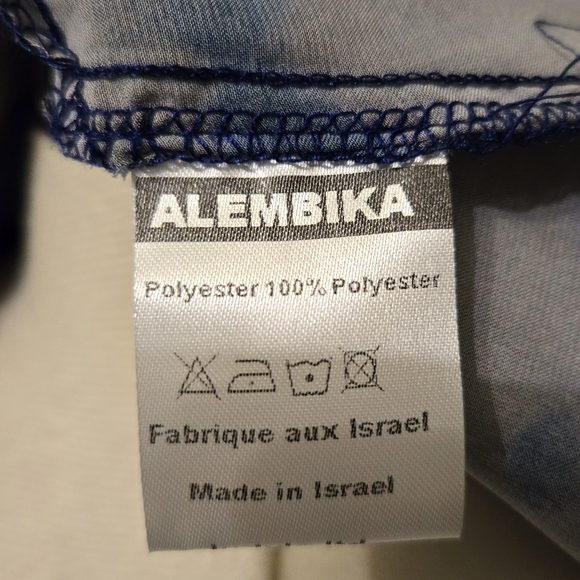 ALEMBIKA
Polyester 100% Polyester
Fabrique aux Israel
Made in Israel